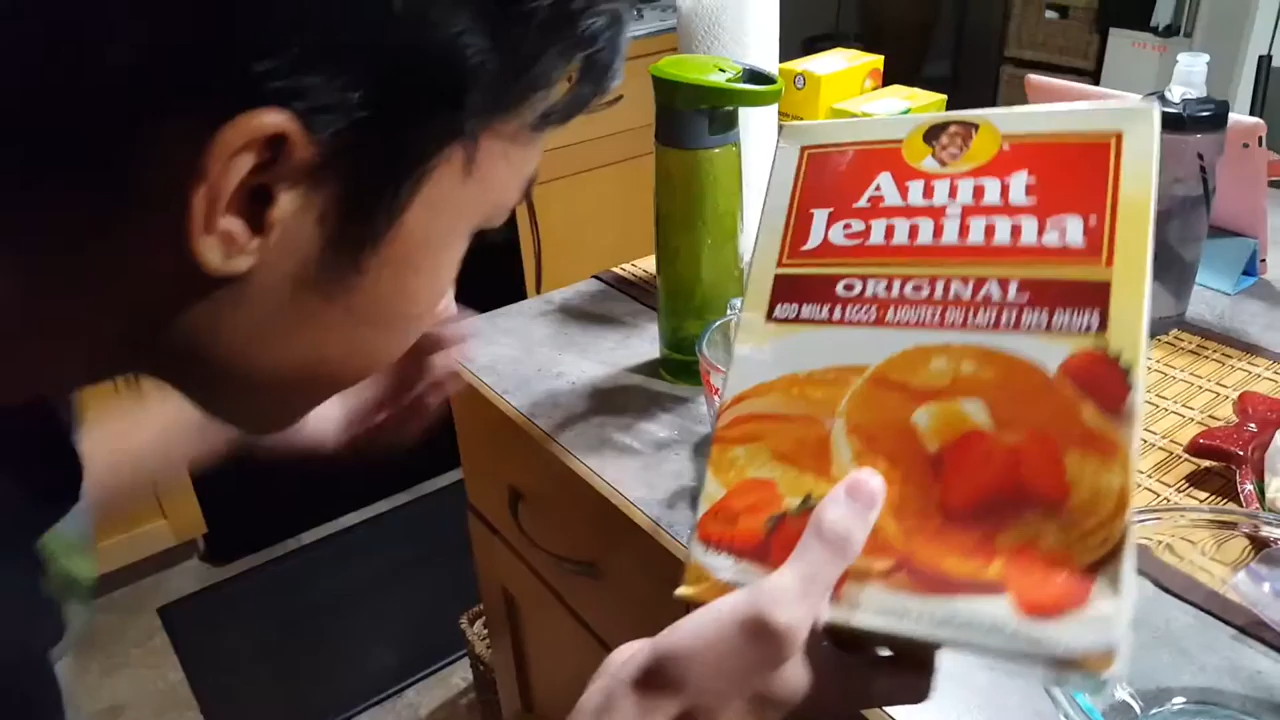 Aunt
Jemima
ORIGINAL
ADD MILK & EGGS · AJOUTEZ DU LAIT ET DES OEUFS